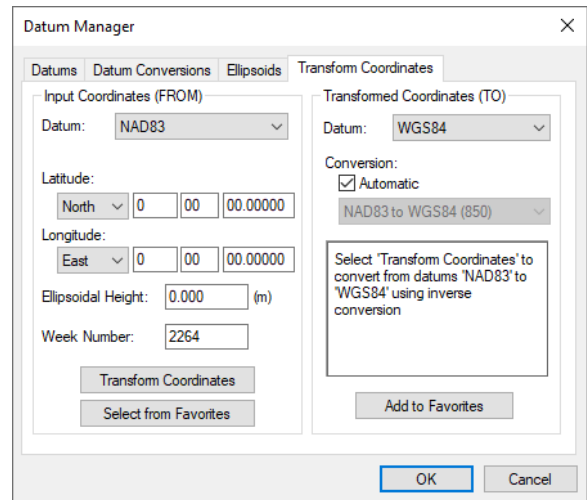 Datum Manager
Datums Datum Conversions Ellipsoids Transform Coordinates
Input Coordinates (FROM)
Datum: NAD83
Latitude:
North 0 00 00.00000
Longitude:
East 0 00 00.00000
Ellipsoidal Height: 0.000 (m)
Week Number: 2264
Transform Coordinates
Select from Favorites
Transformed Coordinates (TO)
Datum: WGS84
Conversion:
Automatic
NAD83 to WGS84 (850)
Select 'Transform Coordinates' to
convert from datums 'NAD83' to
'WGS84' using inverse
conversion
Add to Favorites
OK Cancel